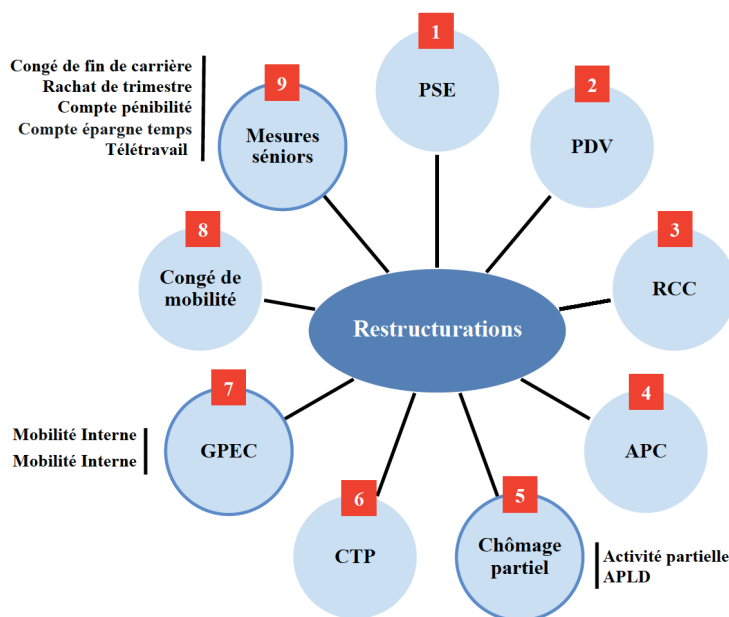 1
PSE
2
PDV
3
RCC
4
APC
5
Chômage
partiel
Activité partielle
APLD
6
CTP
7
GPEC
Mobilité Interne
Mobilité Interne
8
Congé de
mobilité
9
Mesures
séniors
Congé de fin de carrière
Rachat de trimestre
Compte pénibilité
Compte épargne temps
Télétravail
Restructurations